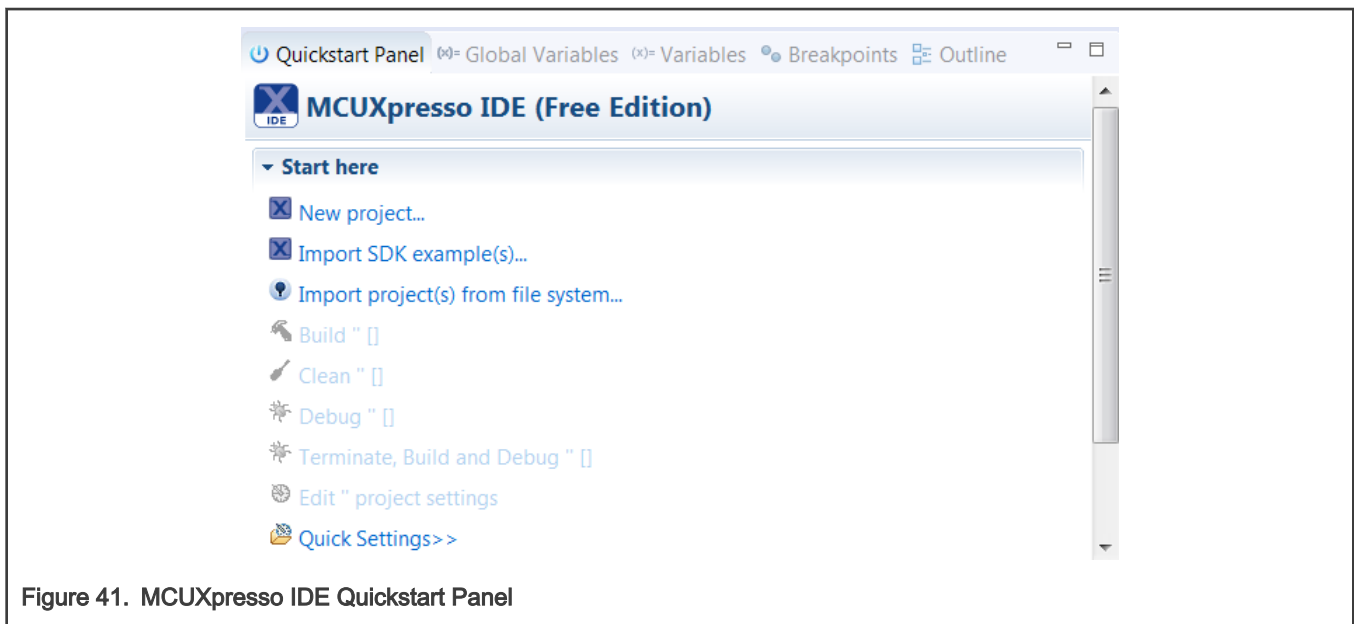 Quickstart Panel (x)= Global Variables (x)= Variables Breakpoints Outline
IDE MCUXpresso IDE (Free Edition)
Start here
New project...
Import SDK example(s)...
Import project(s) from file system...
Build '' []
Clean '' []
Debug '' []
Terminate, Build and Debug '' []
Edit '' project settings
Quick Settings>>
Figure 41. MCUXpresso IDE Quickstart Panel